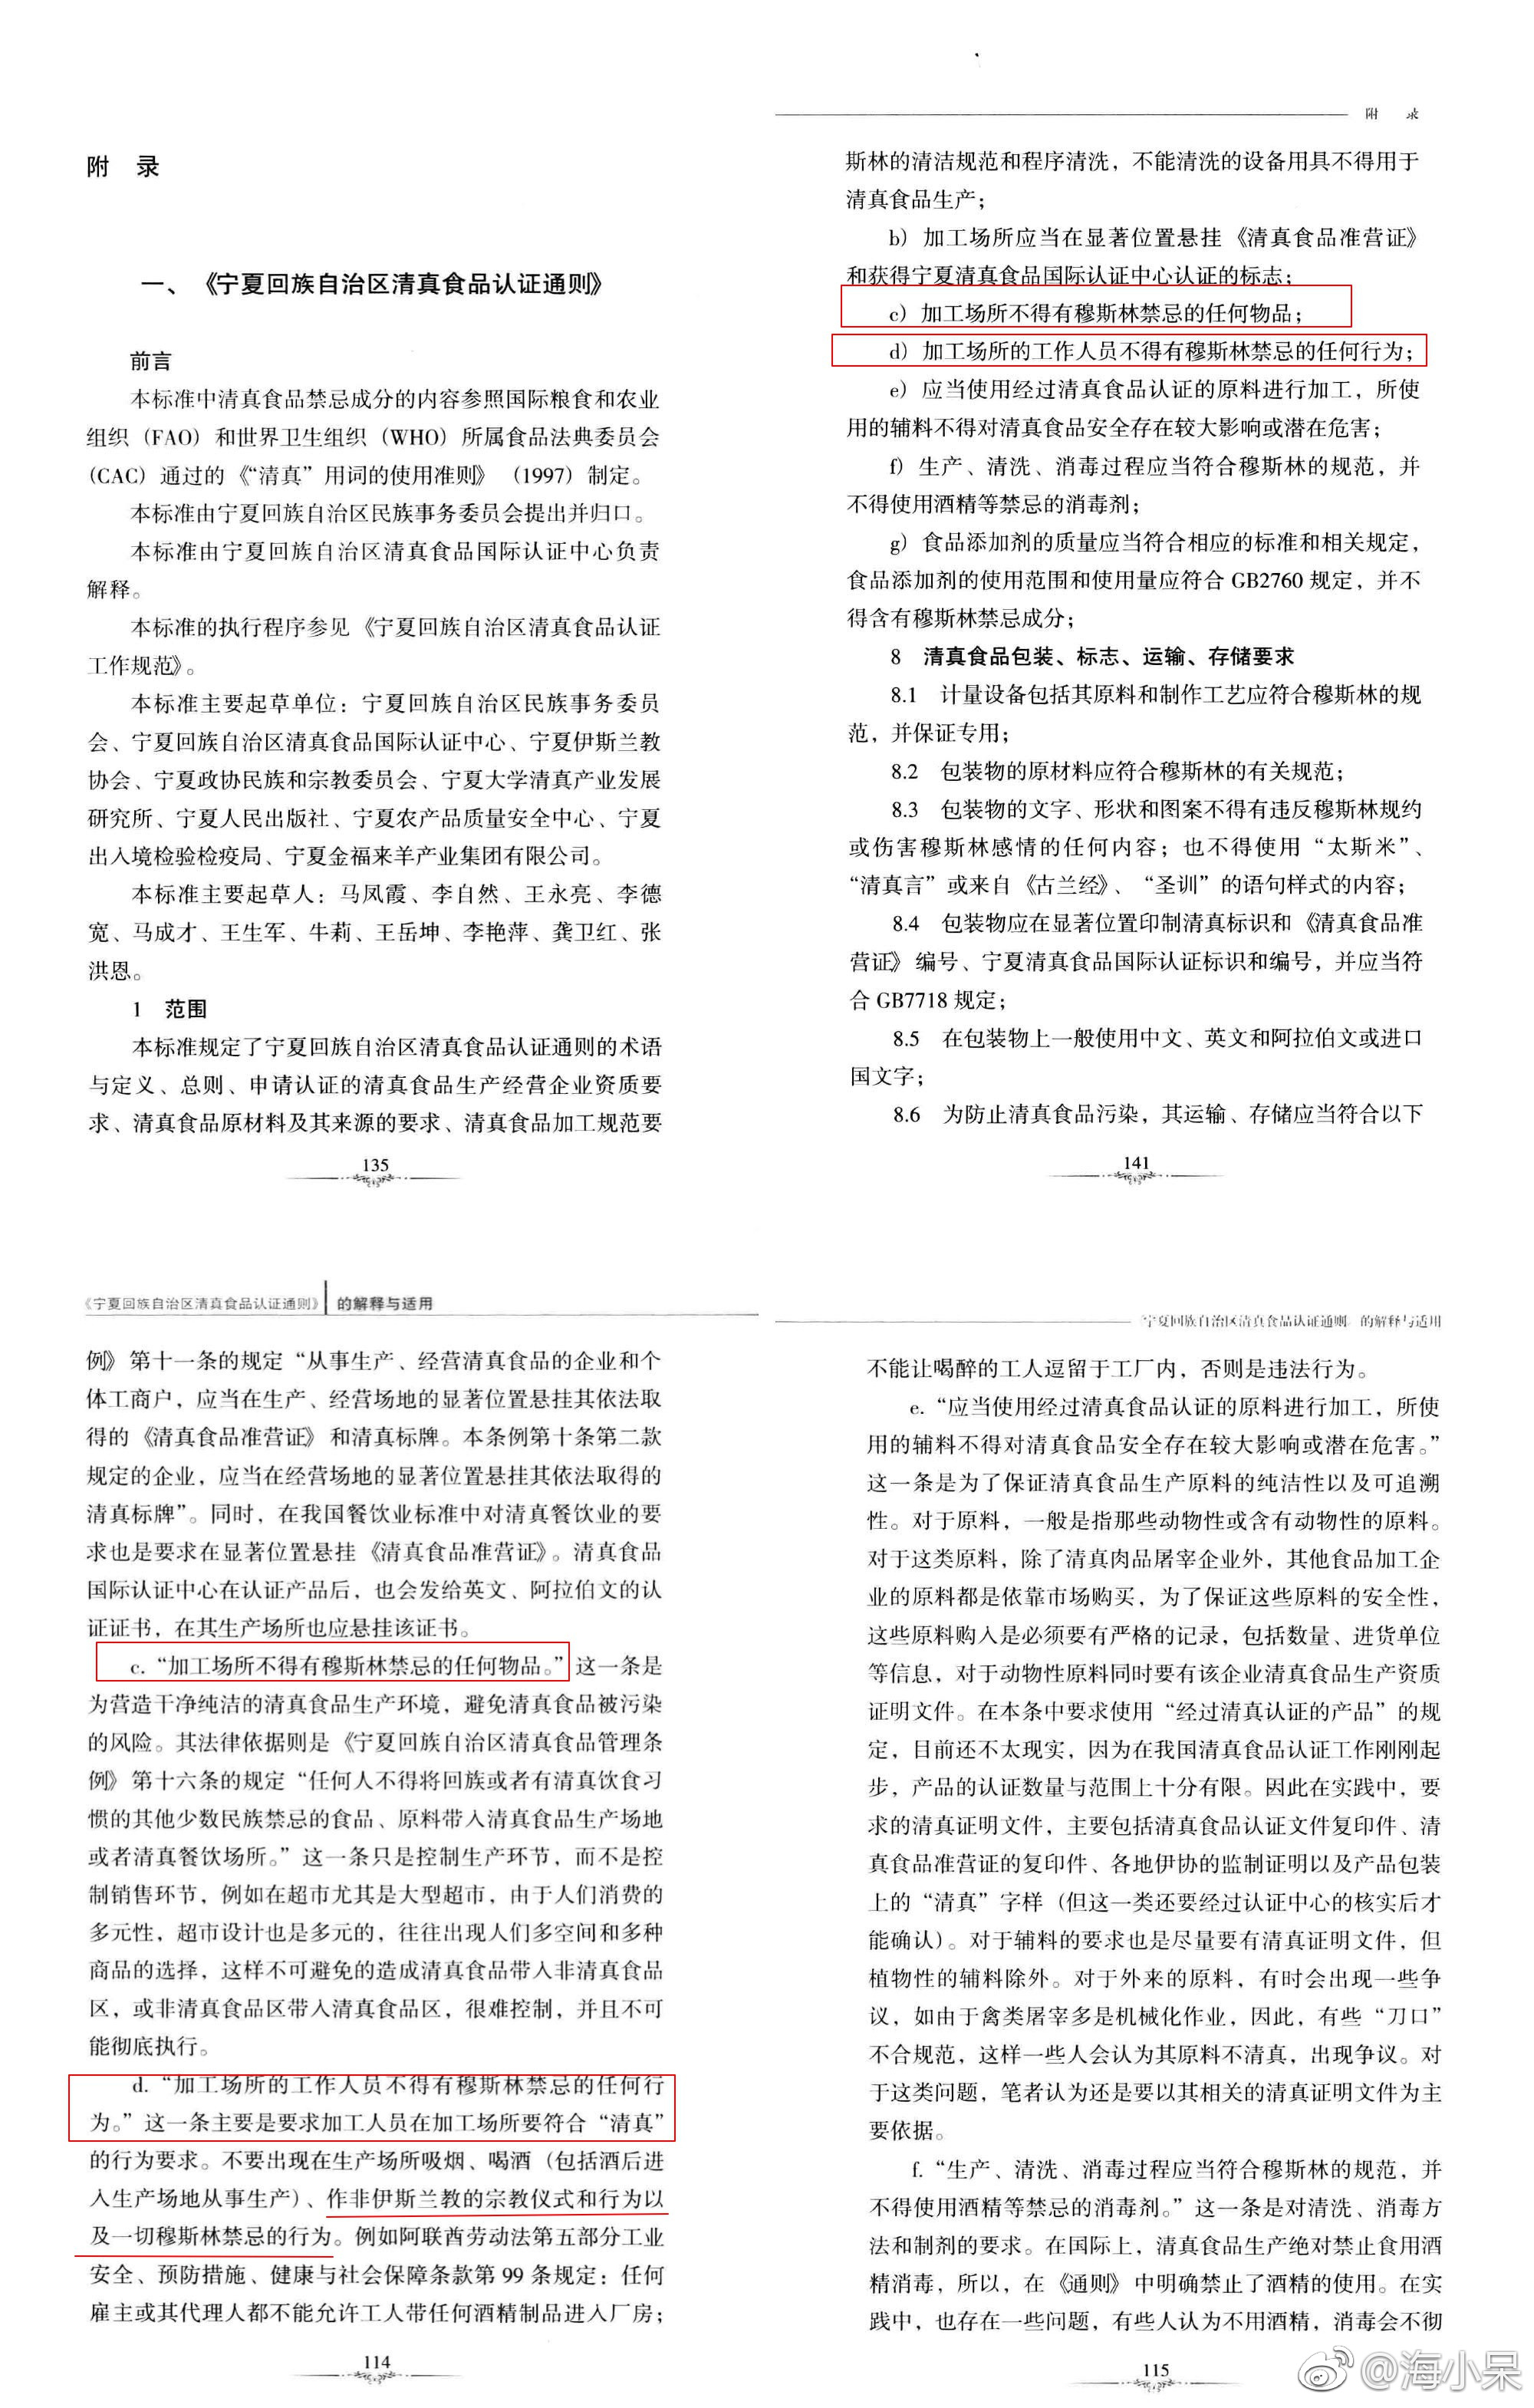 附 录
一、《宁夏回族自治区清真食品认证通则》
前言
本标准中清真食品禁忌成分的内容参照国际粮食和农业
组织（FAO）和世界卫生组织（WHO）所属食品法典委员会
（CAC）通过的《“清真”用词的使用准则》（1997）制定。
本标准由宁夏回族自治区民族事务委员会提出并归口。
本标准由宁夏回族自治区清真食品国际认证中心负责
解释。
本标准的执行程序参见《宁夏回族自治区清真食品认证
工作规范》。
本标准主要起草单位：宁夏回族自治区民族事务委员
会、宁夏回族自治区清真食品国际认证中心、宁夏伊斯兰教
协会、宁夏政协民族和宗教委员会、宁夏大学清真产业发展
研究所、宁夏人民出版社、宁夏农产品质量安全中心、宁夏
出入境检验检疫局、宁夏金福来羊产业集团有限公司。
本标准主要起草人：马凤霞、李自然、王永亮、李德
宽、马成才、王生军、牛莉、王岳坤、李艳萍、龚卫红、张
洪恩。
1 范围
本标准规定了宁夏回族自治区清真食品认证通则的术语
与定义、总则、申请认证的清真食品生产经营企业资质要
求、清真食品原材料及其来源的要求、清真食品加工规范要
135
附 录
斯林的清洁规范和程序清洗，不能清洗的设备用具不得用于
清真食品生产；
b）加工场所应当在显著位置悬挂《清真食品准营证》
和获得宁夏清真食品国际认证中心认证的标志；
c）加工场所不得有穆斯林禁忌的任何物品；
d）加工场所的工作人员不得有穆斯林禁忌的任何行为；
e）应当使用经过清真食品认证的原料进行加工，所使
用的辅料不得对清真食品安全存在较大影响或潜在危害；
f）生产、清洗、消毒过程应当符合穆斯林的规范，并
不得使用酒精等禁忌的消毒剂；
g）食品添加剂的质量应当符合相应的标准和相关规定，
食品添加剂的使用范围和使用量应符合 GB2760 规定，并不
得含有穆斯林禁忌成分；
8 清真食品包装、标志、运输、存储要求
8.1 计量设备包括其原料和制作工艺应符合穆斯林的规
范，并保证专用；
8.2 包装物的原材料应符合穆斯林的有关规范；
8.3 包装物的文字、形状和图案不得有违反穆斯林规约
或伤害穆斯林感情的任何内容；也不得使用“太斯米”、
“清真言”或来自《古兰经》、“圣训”的语句样式的内容；
8.4 包装物应在显著位置印制清真标识和《清真食品准
营证》编号、宁夏清真食品国际认证标识和编号，并应当符
合 GB7718 规定；
8.5 在包装物上一般使用中文、英文和阿拉伯文或进口
国文字；
8.6 为防止清真食品污染，其运输、存储应当符合以下
141
《宁夏回族自治区清真食品认证通则》 的解释与适用
例》第十一条的规定“从事生产、经营清真食品的企业和个
体工商户，应当在生产、经营场地的显著位置悬挂其依法取
得的《清真食品准营证》和清真标牌。本条例第十条第二款
规定的企业，应当在经营场地的显著位置悬挂其依法取得的
清真标牌”。同时，在我国餐饮业标准中对清真餐饮业的要
求也是要求在显著位置悬挂《清真食品准营证》。清真食品
国际认证中心在认证产品后，也会发给英文、阿拉伯文的认
证证书，在其生产场所也应悬挂该证书。
c.“加工场所不得有穆斯林禁忌的任何物品。”这一条是
为营造干净纯洁的清真食品生产环境，避免清真食品被污染
的风险。其法律依据则是《宁夏回族自治区清真食品管理条
例》第十六条的规定“任何人不得将回族或者有清真饮食习
惯的其他少数民族禁忌的食品、原料带入清真食品生产场地
或者清真餐饮场所。”这一条只是控制生产环节，而不是控
制销售环节，例如在超市尤其是大型超市，由于人们消费的
多元性，超市设计也是多元的，往往出现人们多空间和多种
商品的选择，这样不可避免的造成清真食品带入非清真食品
区，或非清真食品区带入清真食品区，很难控制，并且不可
能彻底执行。
d.“加工场所的工作人员不得有穆斯林禁忌的任何行
为。”这一条主要是要求加工人员在加工场所要符合“清真”
的行为要求。不要出现在生产场所吸烟、喝酒（包括酒后进
入生产场地从事生产）、作非伊斯兰教的宗教仪式和行为以
及一切穆斯林禁忌的行为。例如阿联酋劳动法第五部分工业
安全、预防措施、健康与社会保障条款第 99 条规定：任何
雇主或其代理人都不能允许工人带任何酒精制品进入厂房；
114
宁夏回族自治区清真食品认证通则 的解释与适用
不能让喝醉的工人逗留于工厂内，否则是违法行为。
e.“应当使用经过清真食品认证的原料进行加工，所使
用的辅料不得对清真食品安全存在较大影响或潜在危害。”
这一条是为了保证清真食品生产原料的纯洁性以及可追溯
性。对于原料，一般是指那些动物性或含有动物性的原料。
对于这类原料，除了清真肉品屠宰企业外，其他食品加工企
业的原料都是依靠市场购买，为了保证这些原料的安全性，
这些原料购入是必须要有严格的记录，包括数量、进货单位
等信息，对于动物性原料同时要有该企业清真食品生产资质
证明文件。在本条中要求使用“经过清真认证的产品”的规
定，目前还不太现实，因为在我国清真食品认证工作刚刚起
步，产品的认证数量与范围上十分有限。因此在实践中，要
求的清真证明文件，主要包括清真食品认证文件复印件、清
真食品准营证的复印件、各地伊协的监制证明以及产品包装
上的“清真”字样（但这一类还要经过认证中心的核实后才
能确认）。对于辅料的要求也是尽量要有清真证明文件，但
植物性的辅料除外。对于外来的原料，有时会出现一些争
议，如由于禽类屠宰多是机械化作业，因此，有些“刀口”
不合规范，这样一些人会认为其原料不清真，出现争议。对
于这类问题，笔者认为还是要以其相关的清真证明文件为主
要依据。
f.“生产、清洗、消毒过程应当符合穆斯林的规范，并
不得使用酒精等禁忌的消毒剂。”这一条是对清洗、消毒方
法和制剂的要求。在国际上，清真食品生产绝对禁止食用酒
精消毒，所以，在《通则》中明确禁止了酒精的使用。在实
践中，也存在一些问题，有些人认为不用酒精，消毒会不彻
115
@海小呆